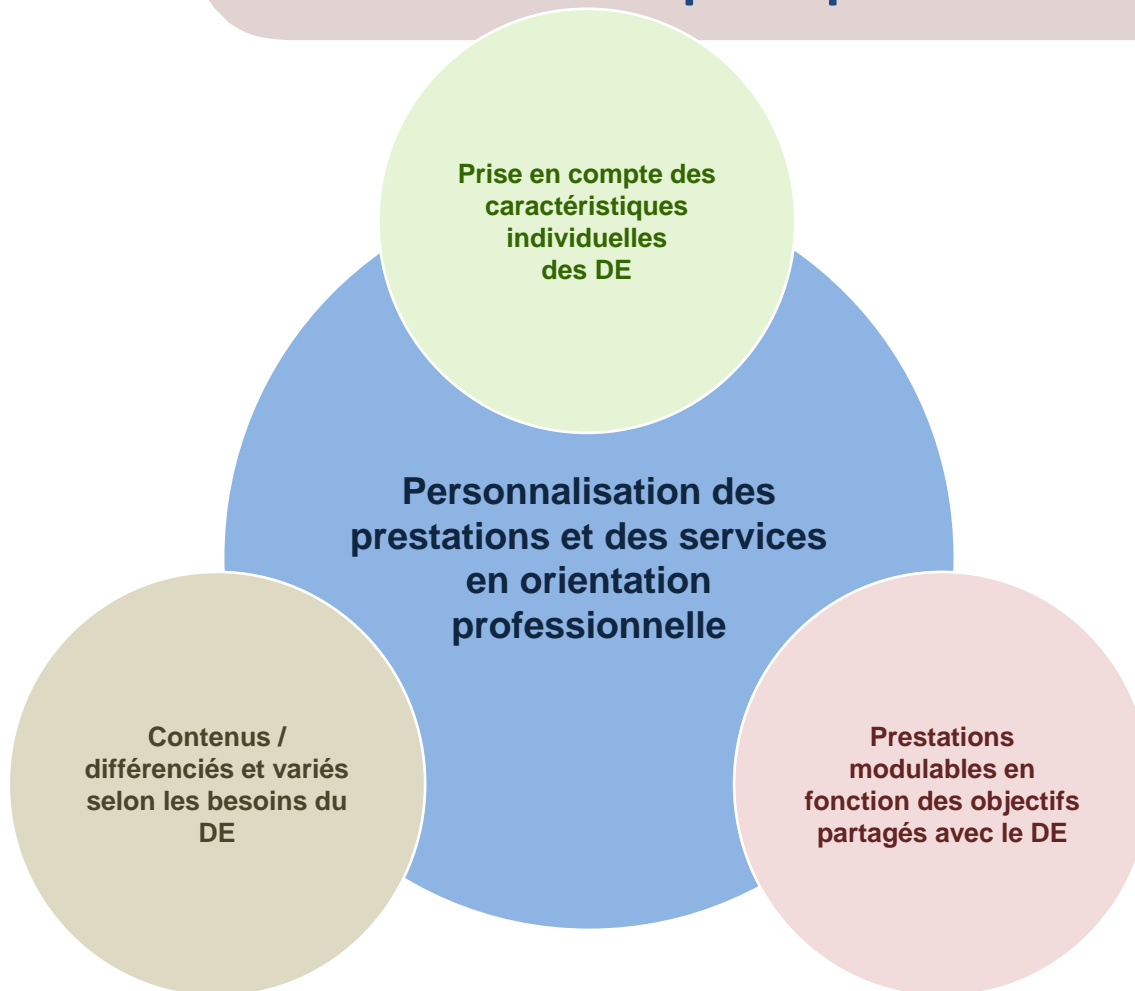 Prise en compte des
caractéristiques
individuelles
des DE
Personnalisation des
prestations et des services
en orientation
professionnelle
Contenus /
différenciés et variés
selon les besoins du
DE
Prestations
modulables en
fonction des objectifs
partagés avec le DE